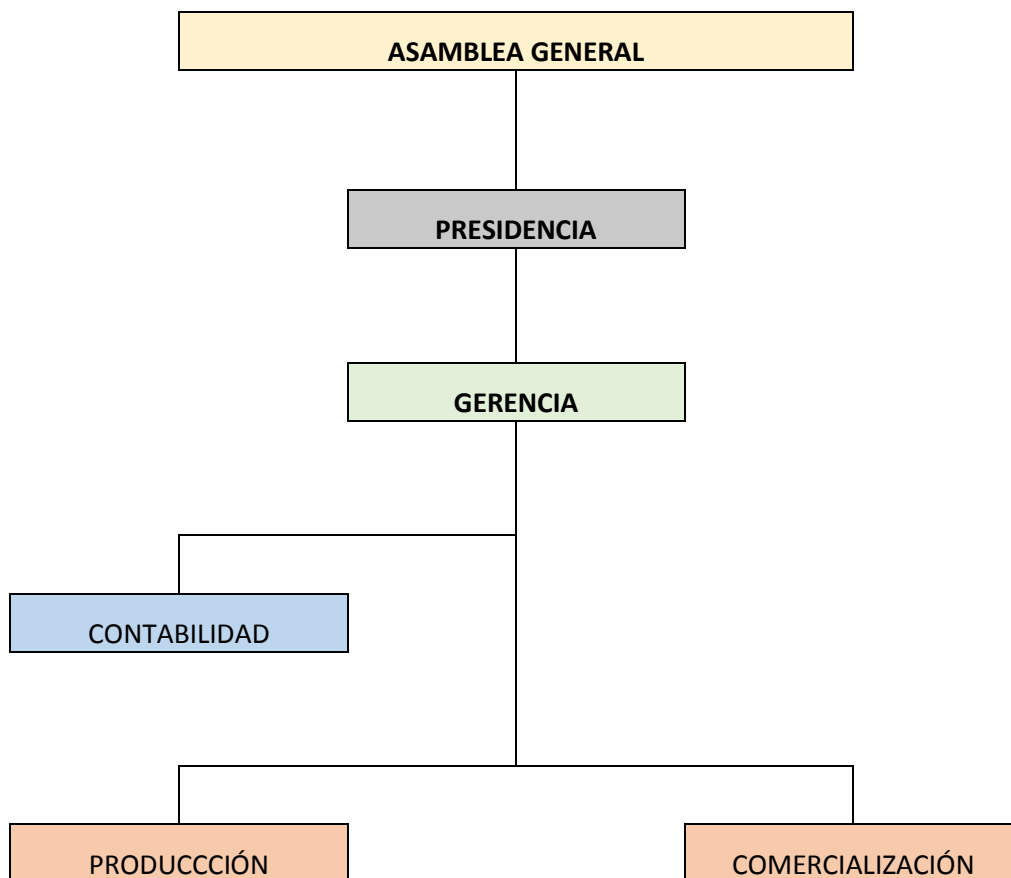 ASAMBLEA GENERAL
PRESIDENCIA
GERENCIA
CONTABILIDAD
PRODUCCCIÓN
COMERCIALIZACIÓN